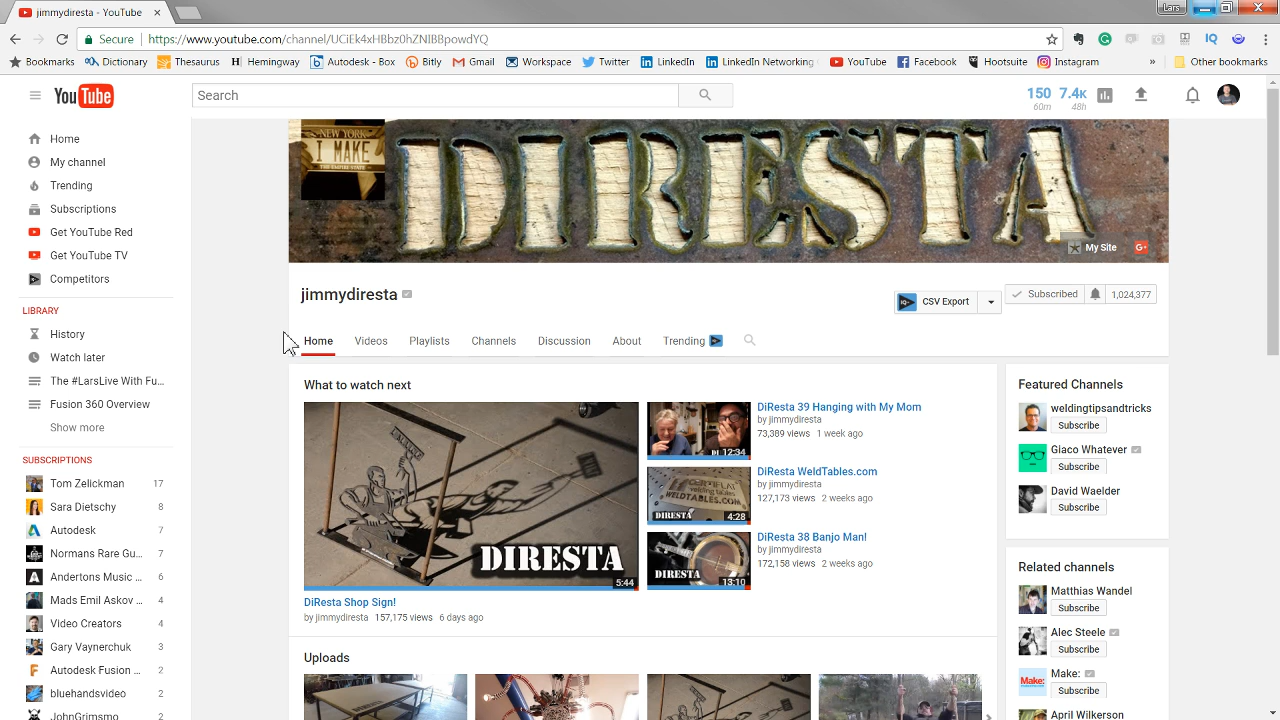 jimmydiresta - YouTube
Lars
Secure https://www.youtube.com/channel/UCiEk4xHBbz0hZNIBBpowdYQ
Bookmarks Dictionary Thesaurus Hemingway Autodesk - Box Bitly Gmail Workspace Twitter LinkedIn LinkedIn Networking YouTube Facebook Hootsuite Instagram » Other bookmarks
YouTube Search 150 60m 7.4K 48h
Home
My channel
Trending
Subscriptions
Get YouTube Red
Get YouTube TV
Competitors
LIBRARY
History
Watch later
The #LarsLive With Fu...
Fusion 360 Overview
Show more
SUBSCRIPTIONS
Tom Zelickman 17
Sara Dietschy 8
Autodesk 7
Normans Rare Gu... 7
Andertons Music ... 6
Mads Emil Askov ... 4
Video Creators 4
Gary Vaynerchuk 3
Autodesk Fusion ... 2
bluehandsvideo 2
JohnGrimsmo 2
NEW YORK
I MAKE
THE EMPIRE STATE
DIRESTA
My Site G+
jimmydiresta
IQ+ CSV Export
Subscribed 1,024,377
Home Videos Playlists Channels Discussion About Trending
What to watch next
DIRESTA
5:44
DiResta Shop Sign!
by jimmydiresta 157,175 views 6 days ago
DI 12:34
DiResta 39 Hanging with My Mom
by jimmydiresta
73,389 views 1 week ago
CERTIFLAT
welding tables
WELDTABLES.COM
DIRESTA 4:28
DiResta WeldTables.com
by jimmydiresta
127,173 views 2 weeks ago
DIRESTA 13:10
DiResta 38 Banjo Man!
by jimmydiresta
172,158 views 2 weeks ago
Uploads
Featured Channels
weldingtipsandtricks
Subscribe
Giaco Whatever
Subscribe
David Waelder
Subscribe
Related channels
Matthias Wandel
Subscribe
Alec Steele
Subscribe
Make:
Make:
Subscribe
April Wilkerson